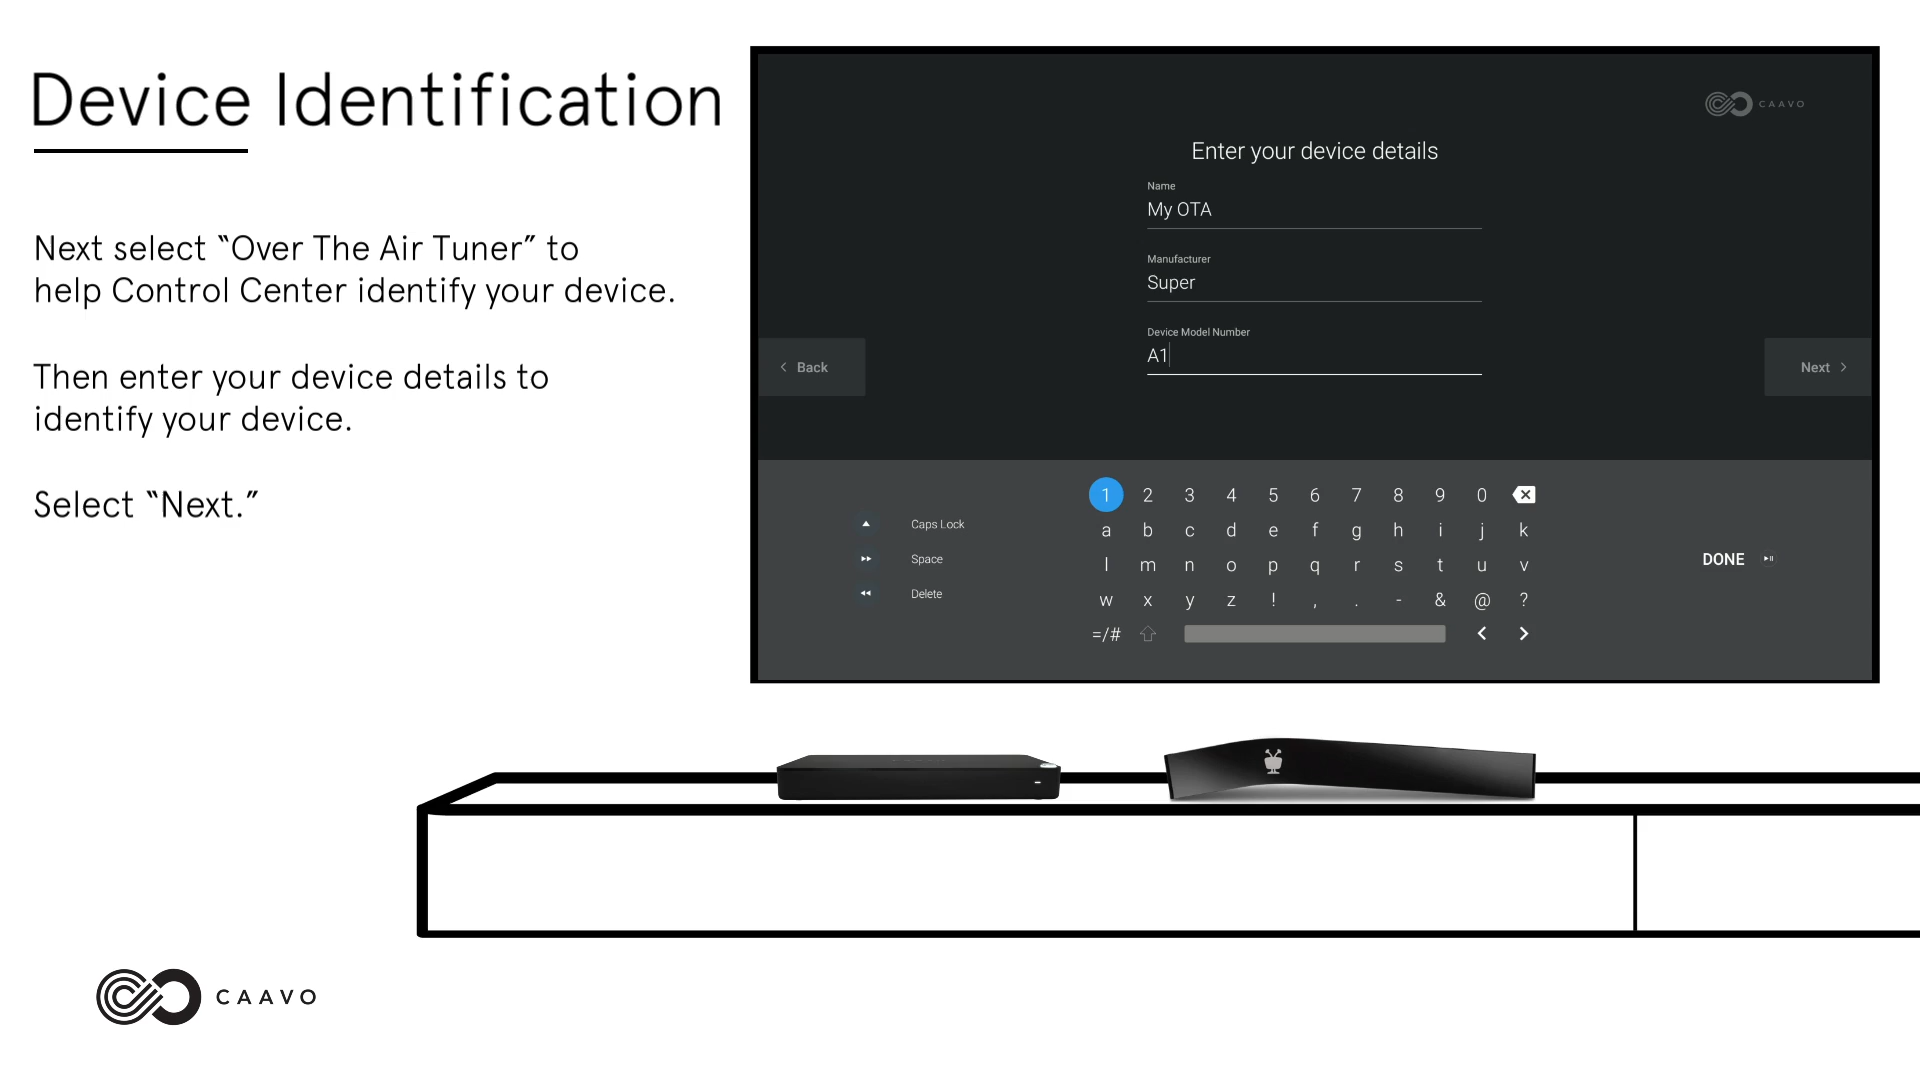 Device Identification
Next select “Over The Air Tuner” to
help Control Center identify your device.
Then enter your device details to
identify your device.
Select “Next.”
CAAVO
Enter your device details
Name
My OTA
Manufacturer
Super
Device Model Number
A1
Back
Next
1 2 3 4 5 6 7 8 9 0
a b c d e f g h i j k
l m n o p q r s t u v
w x y z ! , . - & @ ?
=/#
Caps Lock
Space
Delete
DONE
CAAVO